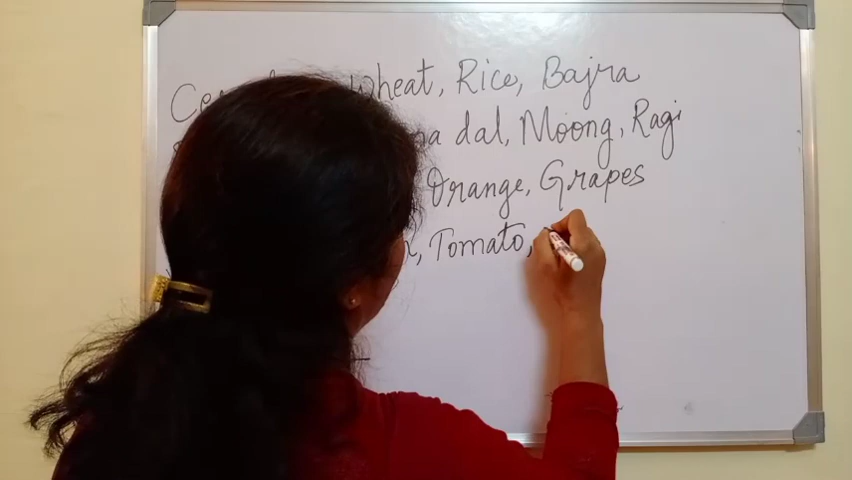 Wheat, Rice, Bajra
dal, Moong, Ragi
Orange, Grapes
Tomato,